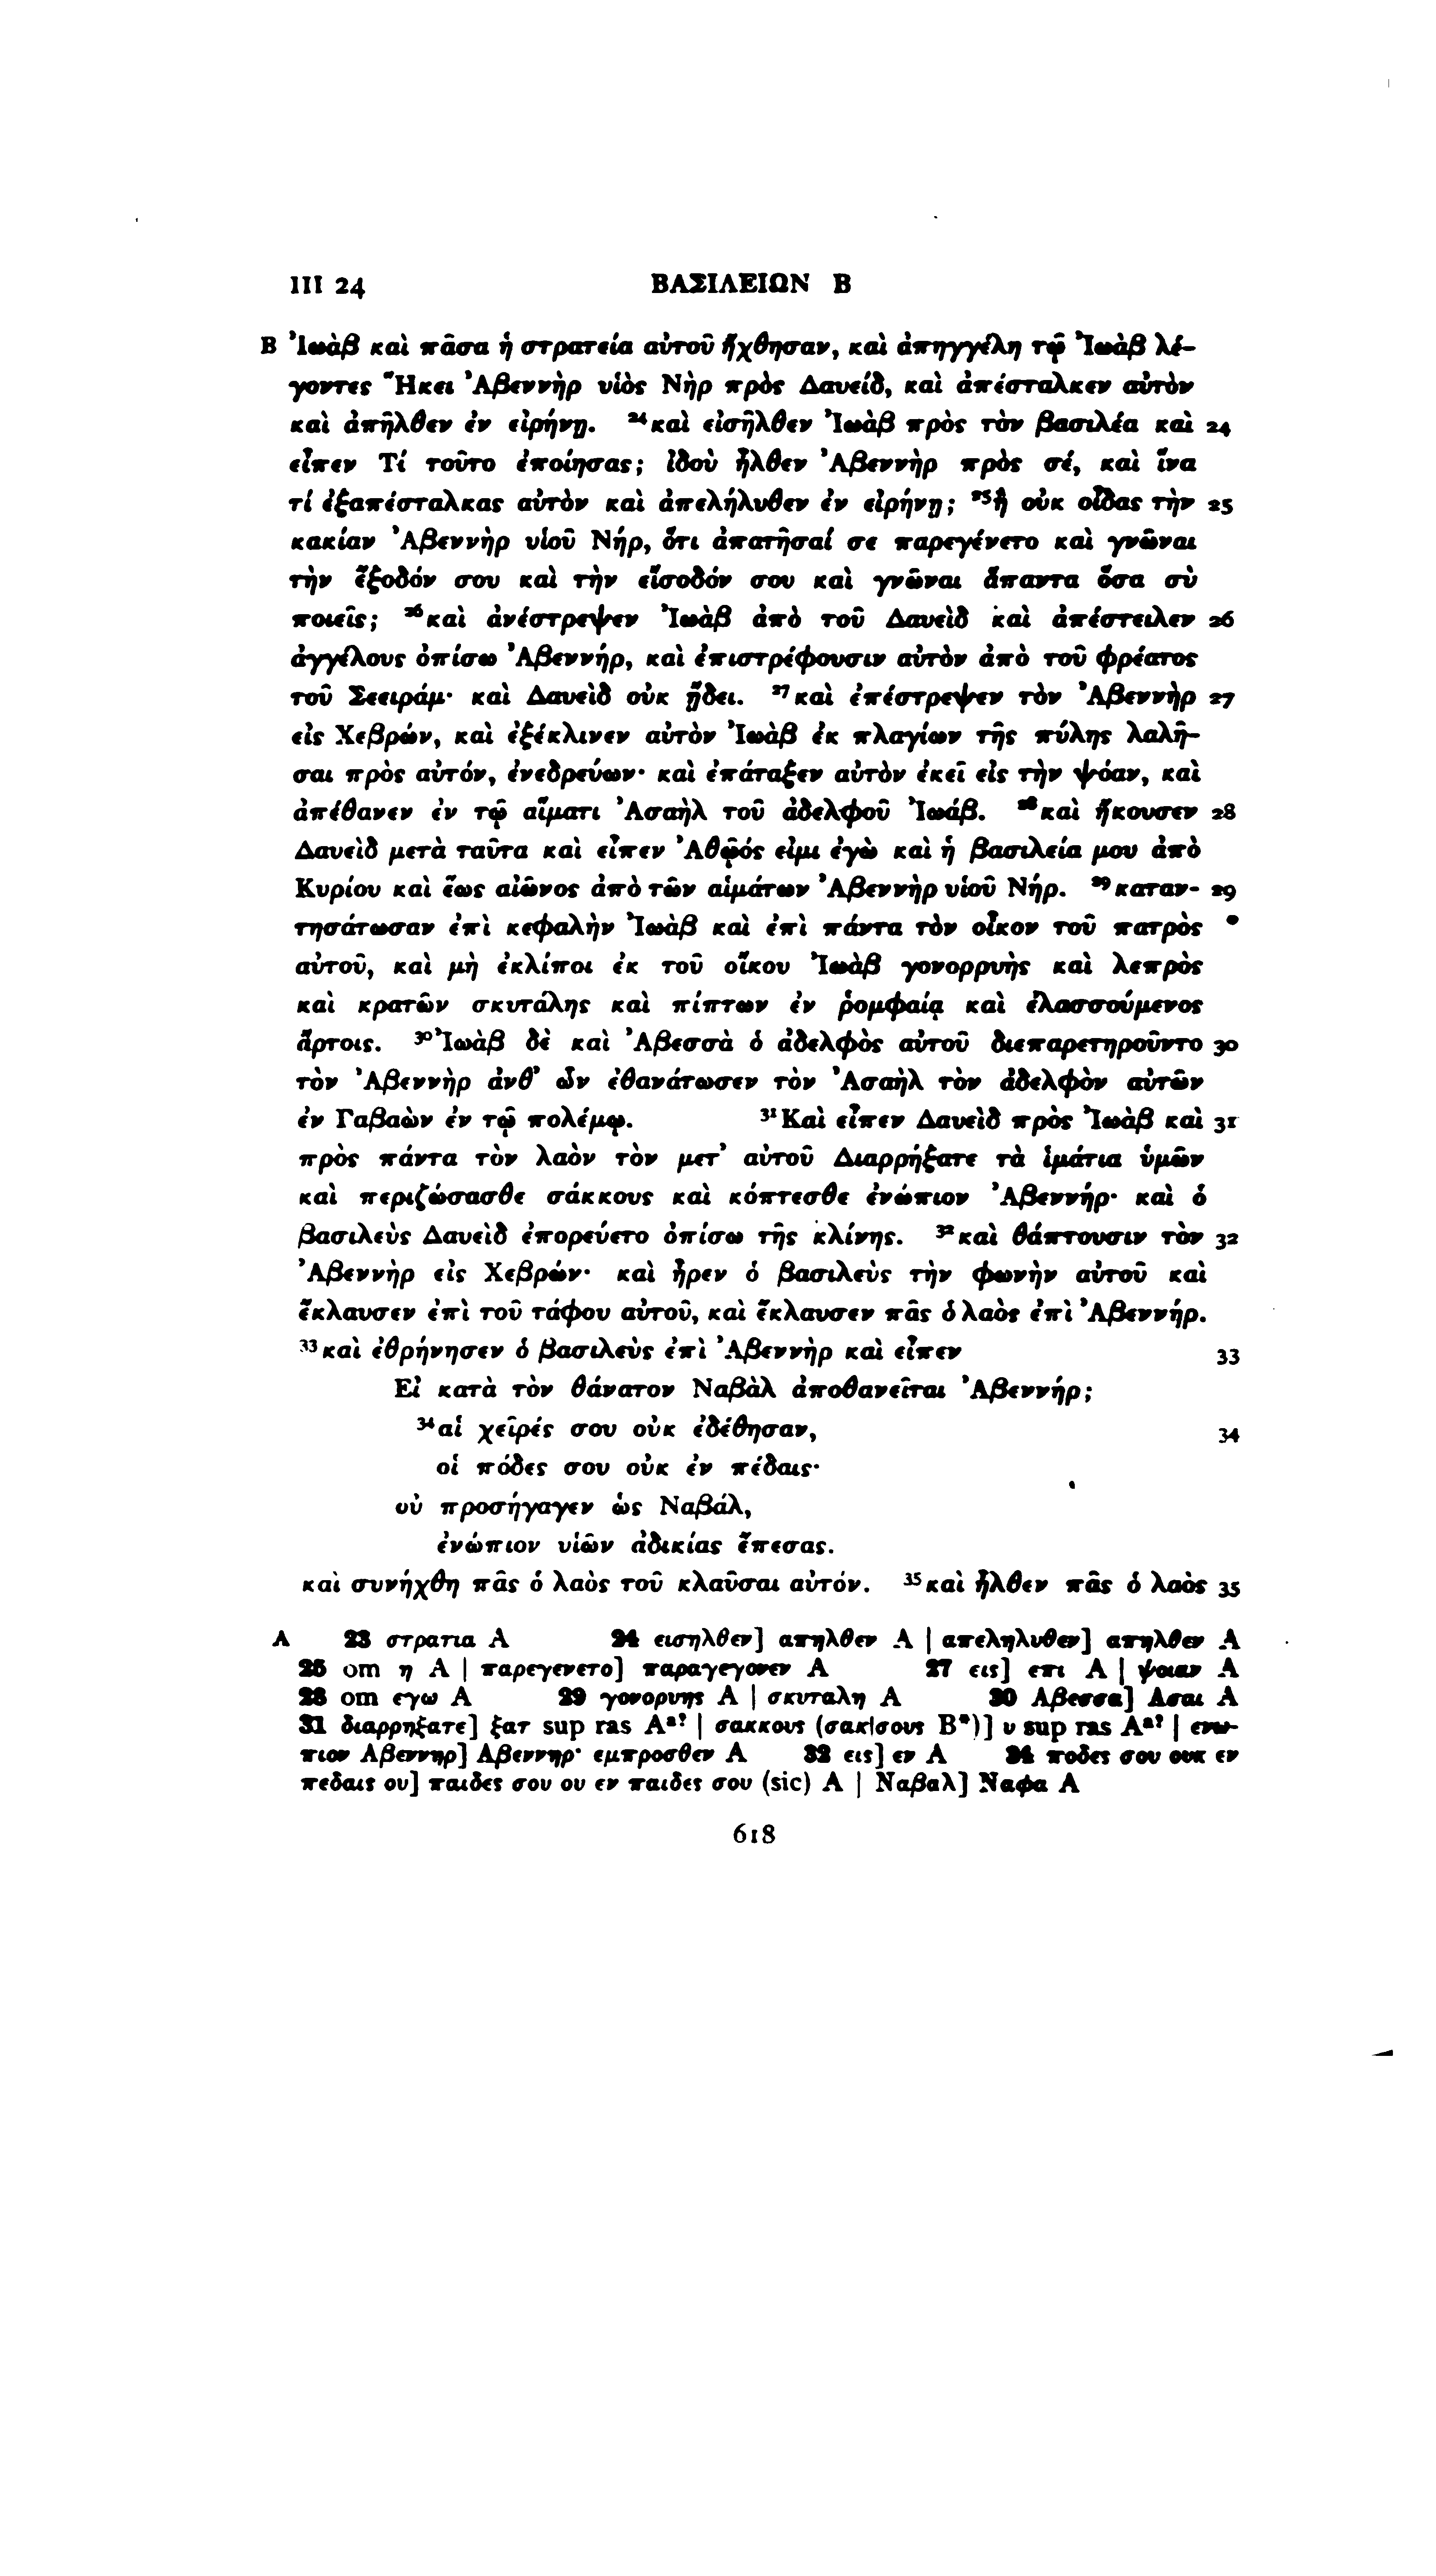 III 24 ΒΑΣΙΛΕΙΩΝ Β
B Ἰωὰβ καὶ πᾶσα ἡ στρατεία αὐτοῦ ἤχθησαν, καὶ ἀπηγγέλη τῷ Ἰωὰβ λέ-
γοντες Ἥκει Ἀβεννὴρ υἱὸς Νὴρ πρὸς Δαυείδ, καὶ ἀπέσταλκεν αὐτὸν
καὶ ἀπῆλθεν ἐν εἰρήνῃ. ²⁴καὶ εἰσῆλθεν Ἰωὰβ πρὸς τὸν βασιλέα καὶ 24
εἶπεν Τί τοῦτο ἐποίησας; ἰδοὺ ἦλθεν Ἀβεννὴρ πρὸς σέ, καὶ ἵνα
τί ἐξαπέσταλκας αὐτὸν καὶ ἀπελήλυθεν ἐν εἰρήνῃ; ²⁵ἢ οὐκ οἶδας τὴν 25
κακίαν Ἀβεννὴρ υἱοῦ Νήρ, ὅτι ἀπατῆσαί σε παρεγένετο καὶ γνῶναι
τὴν ἔξοδόν σου καὶ τὴν εἴσοδόν σου καὶ γνῶναι ἅπαντα ὅσα σὺ
ποιεῖς; ²⁶καὶ ἀνέστρεψεν Ἰωὰβ ἀπὸ τοῦ Δαυεὶδ καὶ ἀπέστειλεν 26
ἀγγέλους ὀπίσω Ἀβεννήρ, καὶ ἐπιστρέφουσιν αὐτὸν ἀπὸ τοῦ φρέατος
τοῦ Σεειράμ· καὶ Δαυεὶδ οὐκ ᾔδει. ²⁷καὶ ἐπέστρεψεν τὸν Ἀβεννὴρ 27
εἰς Χεβρών, καὶ ἐξέκλινεν αὐτὸν Ἰωὰβ ἐκ πλαγίων τῆς πύλης λαλῆ-
σαι πρὸς αὐτόν, ἐνεδρεύων· καὶ ἐπάταξεν αὐτὸν ἐκεῖ εἰς τὴν ψόαν, καὶ
ἀπέθανεν ἐν τῷ αἵματι Ἀσαὴλ τοῦ ἀδελφοῦ Ἰωάβ. ²⁸καὶ ἤκουσεν 28
Δαυεὶδ μετὰ ταῦτα καὶ εἶπεν Ἀθῷός εἰμι ἐγὼ καὶ ἡ βασιλεία μου ἀπὸ
Κυρίου καὶ ἕως αἰῶνος ἀπὸ τῶν αἱμάτων Ἀβεννὴρ υἱοῦ Νήρ. ²⁹καταν- 29
τησάτωσαν ἐπὶ κεφαλὴν Ἰωὰβ καὶ ἐπὶ πάντα τὸν οἶκον τοῦ πατρὸς
αὐτοῦ, καὶ μὴ ἐκλίποι ἐκ τοῦ οἴκου Ἰωὰβ γονορρυὴς καὶ λεπρὸς
καὶ κρατῶν σκυτάλης καὶ πίπτων ἐν ῥομφαίᾳ καὶ ἐλασσούμενος
ἄρτοις. ³⁰Ἰωὰβ δὲ καὶ Ἀβεσσὰ ὁ ἀδελφὸς αὐτοῦ διεπαρετηροῦντο 30
τὸν Ἀβεννὴρ ἀνθ’ ὧν ἐθανάτωσεν τὸν Ἀσαὴλ τὸν ἀδελφὸν αὐτῶν
ἐν Γαβαὼν ἐν τῷ πολέμῳ. ³¹Καὶ εἶπεν Δαυεὶδ πρὸς Ἰωὰβ καὶ 31
πρὸς πάντα τὸν λαὸν τὸν μετ’ αὐτοῦ Διαρρήξατε τὰ ἱμάτια ὑμῶν
καὶ περιζώσασθε σάκκους καὶ κόπτεσθε ἐνώπιον Ἀβεννήρ· καὶ ὁ
βασιλεὺς Δαυεὶδ ἐπορεύετο ὀπίσω τῆς κλίνης. ³²καὶ θάπτουσιν τὸν 32
Ἀβεννὴρ εἰς Χεβρών· καὶ ἦρεν ὁ βασιλεὺς τὴν φωνὴν αὐτοῦ καὶ
ἔκλαυσεν ἐπὶ τοῦ τάφου αὐτοῦ, καὶ ἔκλαυσεν πᾶς ὁ λαὸς ἐπὶ Ἀβεννήρ.
³³καὶ ἐθρήνησεν ὁ βασιλεὺς ἐπὶ Ἀβεννὴρ καὶ εἶπεν 33
Εἰ κατὰ τὸν θάνατον Ναβὰλ ἀποθανεῖται Ἀβεννήρ;
³⁴αἱ χεῖρές σου οὐκ ἐδέθησαν, 34
οἱ πόδες σου οὐκ ἐν πέδαις·
οὐ προσήγαγεν ὡς Ναβάλ,
ἐνώπιον υἱῶν ἀδικίας ἔπεσας.
καὶ συνήχθη πᾶς ὁ λαὸς τοῦ κλαῦσαι αὐτόν. ³⁵καὶ ἦλθεν πᾶς ὁ λαὸς 35
A 23 στρατια A 24 εισηλθεν] απηλθεν A | απεληλυθεν] απηλθεν A
25 om η A | παρεγενετο] παραγεγονεν A 27 εις] επι A | ψοιαν A
28 om εγω A 29 γονορυης A | σκυταλη A 30 Αβεσσα] Ασαι A
31 διαρρηξατε] ξατ sup ras Aᵃ? | σακκους (σακ|σους B*)] υ sup ras Aᵃ? | ενω-
πιον Αβεννηρ] Αβεννηρ· εμπροσθεν A 32 εις] εν A 34 ποδες σου ουκ εν
πεδαις ου] παιδες σου ου εν παιδες σου (sic) A | Ναβαλ] Ναφα A
618